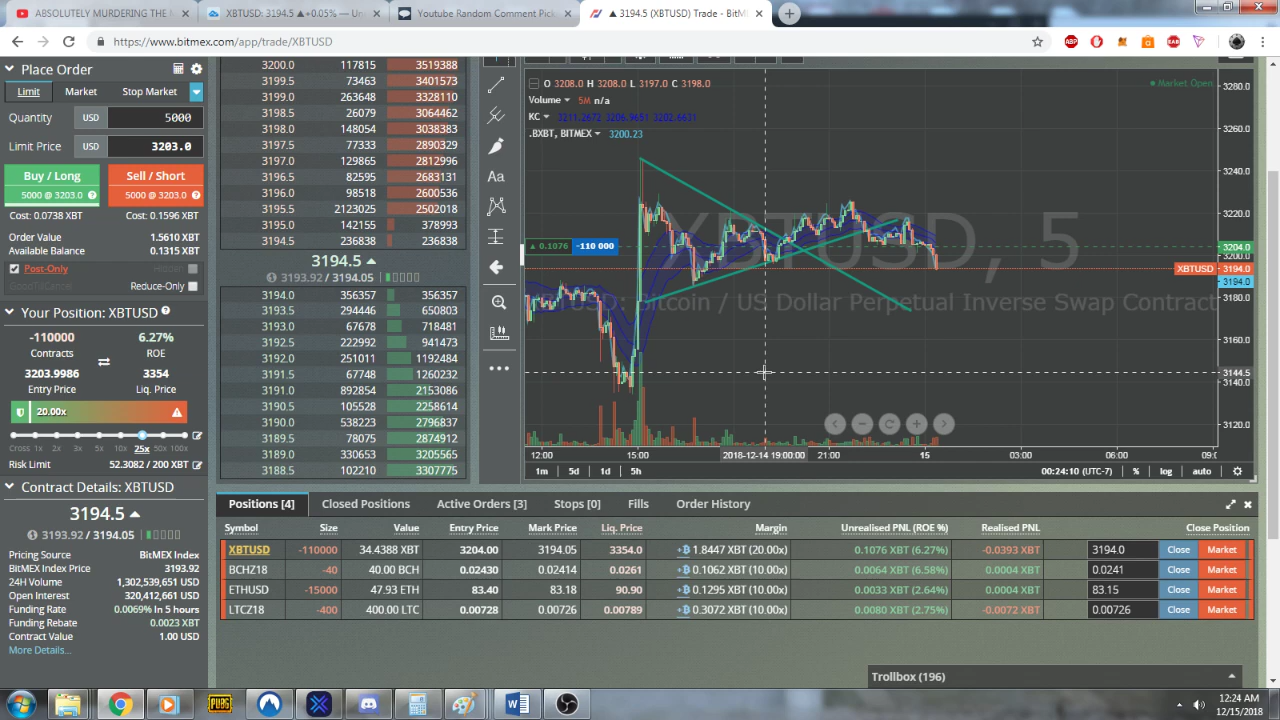 ABSOLUTELY MURDERING THE M
XBTUSD: 3194.5 ▲+0.05% — Un
Youtube Random Comment Pick
▲ 3194.5 (XBTUSD) Trade - BitME
https://www.bitmex.com/app/trade/XBTUSD
Place Order
Limit Market Stop Market
Quantity USD 5000
Limit Price USD 3203.0
Buy / Long Sell / Short
5000 @ 3203.0 5000 @ 3203.0
Cost: 0.0738 XBT Cost: 0.1596 XBT
Order Value 1.5610 XBT
Available Balance 0.1315 XBT
Post-Only Hidden
GoodTilCancel Reduce-Only
Your Position: XBTUSD
-110000 6.27%
Contracts ROE
3203.9986 3354
Entry Price Liq. Price
20.00x
Cross 1x 2x 3x 5x 10x 25x 50x 100x
Risk Limit 52.3082 / 200 XBT
Contract Details: XBTUSD
3194.5
3193.92 / 3194.05
Pricing Source BitMEX Index
BitMEX Index Price 3193.92
24H Volume 1,302,539,651 USD
Open Interest 320,412,661 USD
Funding Rate 0.0069% In 5 hours
Funding Rebate 0.0023 XBT
Contract Value 1.00 USD
More Details...
3200.0 117815 3519388
3199.5 73463 3401573
3199.0 263648 3328110
3198.5 26079 3064462
3198.0 148054 3038383
3197.5 77333 2890329
3197.0 129865 2812996
3196.5 82595 2683131
3196.0 98518 2600536
3195.5 2123025 2502018
3195.0 142155 378993
3194.5 236838 236838
3194.5
3193.92 / 3194.05
3194.0 356357 356357
3193.5 294446 650803
3193.0 67678 718481
3192.5 222992 941473
3192.0 251011 1192484
3191.5 67748 1260232
3191.0 892854 2153086
3190.5 105528 2258614
3190.0 538223 2796837
3189.5 78075 2874912
3189.0 330653 3205565
3188.5 102210 3307775
Aa
O 3208.0 H 3208.0 L 3197.0 C 3198.0
Market Open
Volume 5M n/a
KC 3211.2672 3206.9651 3202.6631
.BXBT, BITMEX 3200.23
XBTUSD, 5
Bitcoin / US Dollar Perpetual Inverse Swap Contract
0.1076 -110 000
3280.0
3260.0
3240.0
3220.0
3204.0
3200.0
XBTUSD 3194.0
3194.0
3180.0
3160.0
3144.5
3140.0
3120.0
12:00 15:00 2018-12-14 19:00:00 21:00 15 03:00 06:00 09:0
1m 5d 1d 5h 00:24:10 (UTC-7) % log auto
Positions [4] Closed Positions Active Orders [3] Stops [0] Fills Order History
Symbol Size Value Entry Price Mark Price Liq. Price Margin Unrealised PNL (ROE %) Realised PNL Close Position
XBTUSD -110000 34.4388 XBT 3204.00 3194.05 3354.0 1.8447 XBT (20.00x) 0.1076 XBT (6.27%) -0.0393 XBT 3194.0 Close Market
BCHZ18 -40 40.00 BCH 0.02430 0.02414 0.0261 0.1062 XBT (10.00x) 0.0064 XBT (6.58%) 0.0004 XBT 0.0241 Close Market
ETHUSD -15000 47.93 ETH 83.40 83.18 90.90 0.1295 XBT (10.00x) 0.0033 XBT (2.64%) 0.0004 XBT 83.15 Close Market
LTCZ18 -400 400.00 LTC 0.00728 0.00726 0.00789 0.3072 XBT (10.00x) 0.0080 XBT (2.75%) -0.0072 XBT 0.00726 Close Market
Trollbox (196)
PUBG
12:24 AM
12/15/2018